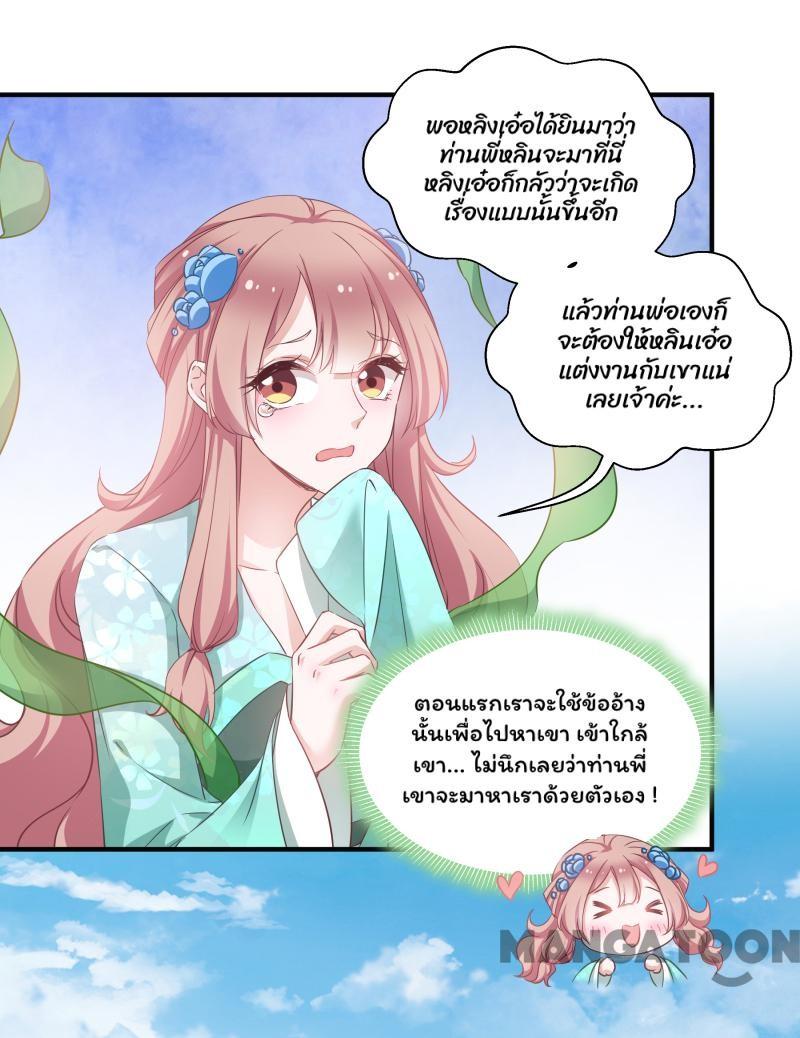 พอหลิงเอ๋อได้ยินมาว่า
ท่านพี่หลินจะมาที่นี่
หลิงเอ๋อก็กลัวว่าจะเกิด
เรื่องแบบนั้นขึ้นอีก
แล้วท่านพ่อเองก็
จะต้องให้หลินเอ๋อ
แต่งงานกับเขาแน่
เลยเจ้าค่ะ...
ตอนแรกเราจะใช้ข้ออ้าง
นั้นเพื่อไปหาเขา เข้าใกล้
เขา... ไม่นึกเลยว่าท่านพี่
เขาจะมาหาเราด้วยตัวเอง !
MANGATOON